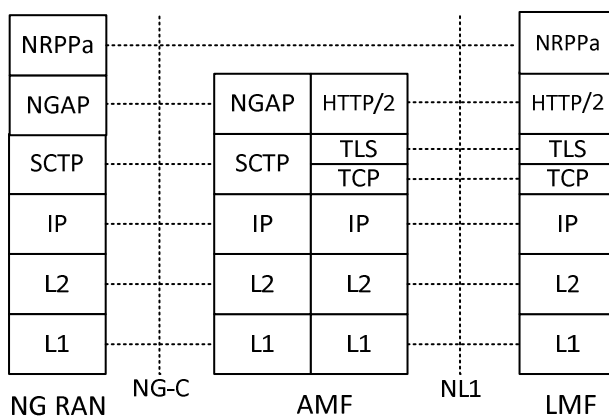 NRPPa NRPPa
NGAP NGAP HTTP/2 HTTP/2
SCTP SCTP TLS TLS
TCP TCP
IP IP IP IP
L2 L2 L2 L2
L1 L1 L1 L1
NG RAN NG-C AMF NL1 LMF